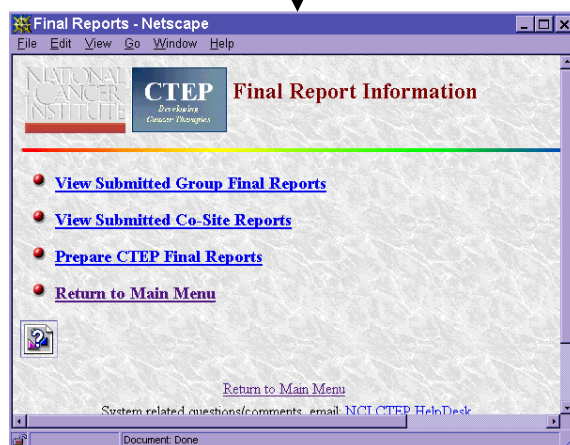 Final Reports - Netscape
File Edit View Go Window Help
NATIONAL
CANCER
INSTITUTE
CTEP
Developing
Cancer Therapies
Final Report Information
View Submitted Group Final Reports
View Submitted Co-Site Reports
Prepare CTEP Final Reports
Return to Main Menu
Return to Main Menu
System related questions/comments, email: NCI CTEP HelpDesk
Document: Done